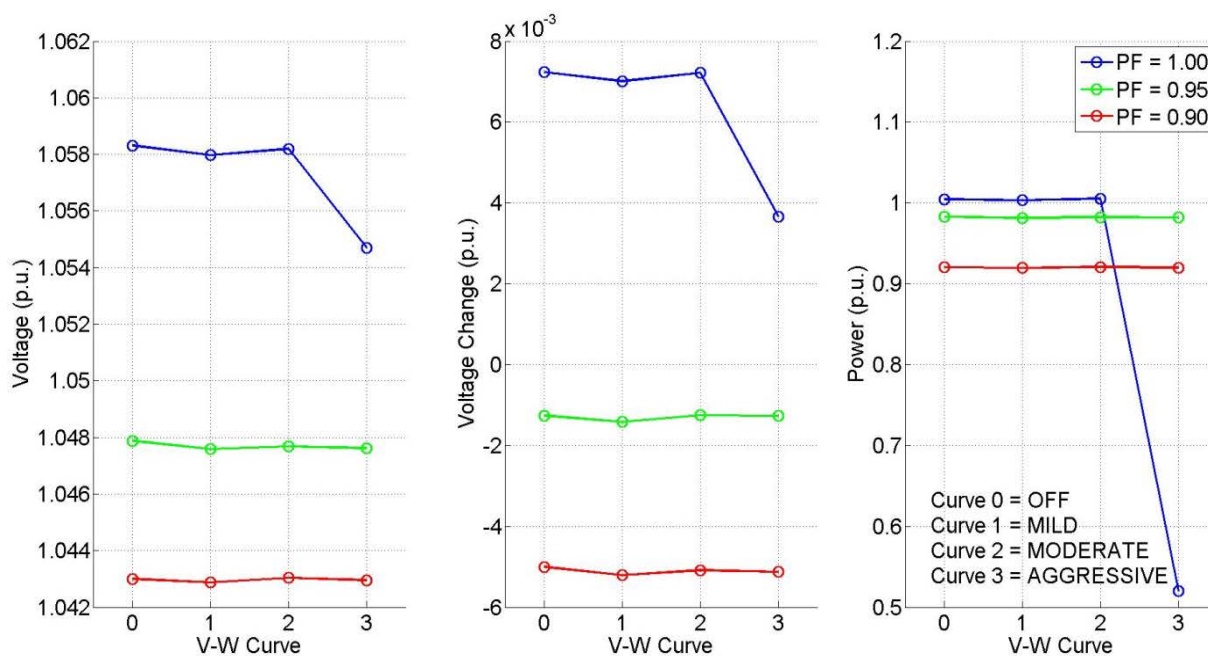 1.062
1.06
1.058
1.056
1.054
1.052
1.05
1.048
1.046
1.044
1.042
Voltage (p.u.)
0 1 2 3
V-W Curve
x 10^-3
8
6
4
2
0
-2
-4
-6
Voltage Change (p.u.)
0 1 2 3
V-W Curve
1.2
1.1
1
0.9
0.8
0.7
0.6
0.5
Power (p.u.)
PF = 1.00
PF = 0.95
PF = 0.90
Curve 0 = OFF
Curve 1 = MILD
Curve 2 = MODERATE
Curve 3 = AGGRESSIVE
0 1 2 3
V-W Curve